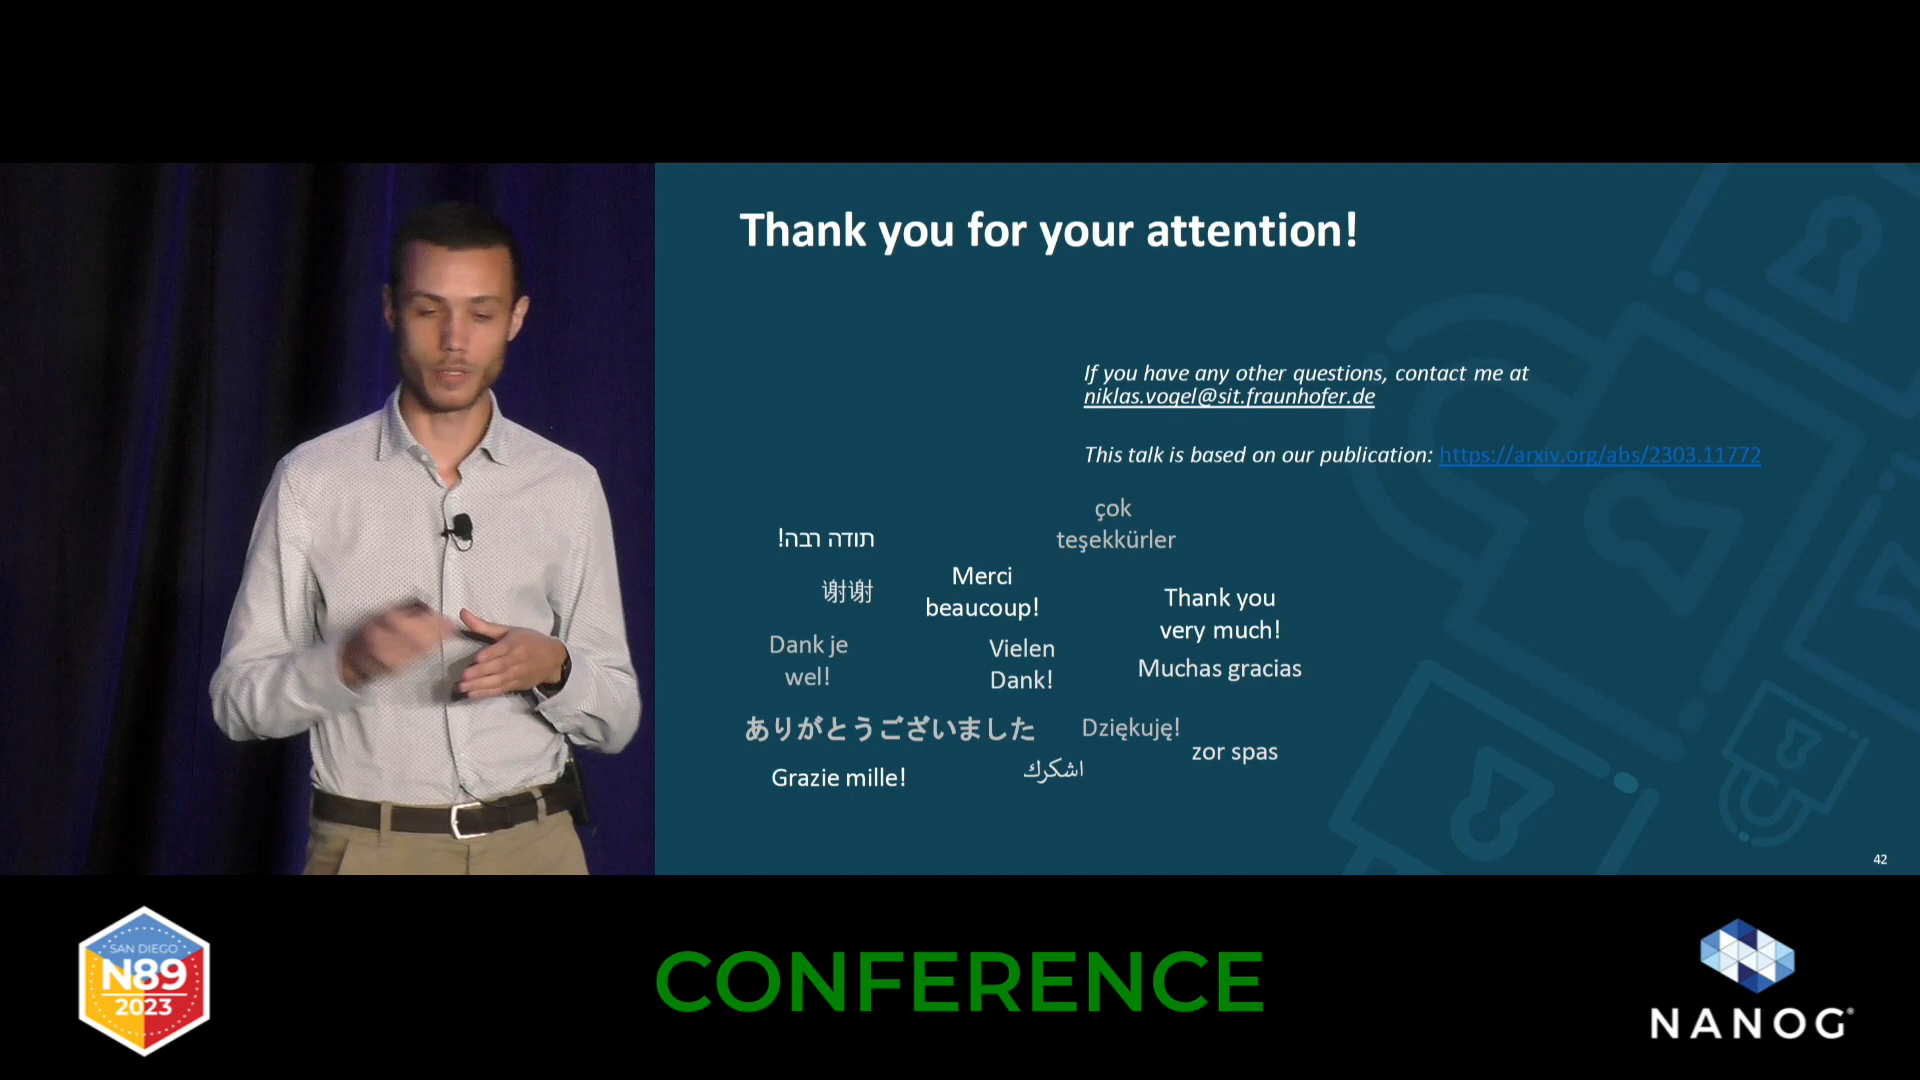 Thank you for your attention!
If you have any other questions, contact me at
niklas.vogel@sit.fraunhofer.de
This talk is based on our publication: https://arxiv.org/abs/2303.11772
çok
teşekkürler
תודה רבה!
谢谢
Merci
beaucoup!
Thank you
very much!
Dank je
wel!
Vielen
Dank!
Muchas gracias
ありがとうございました
Dziękuję!
zor spas
Grazie mille!
اشكرك
42
SAN DIEGO
N89
2023
CONFERENCE
NANOG®